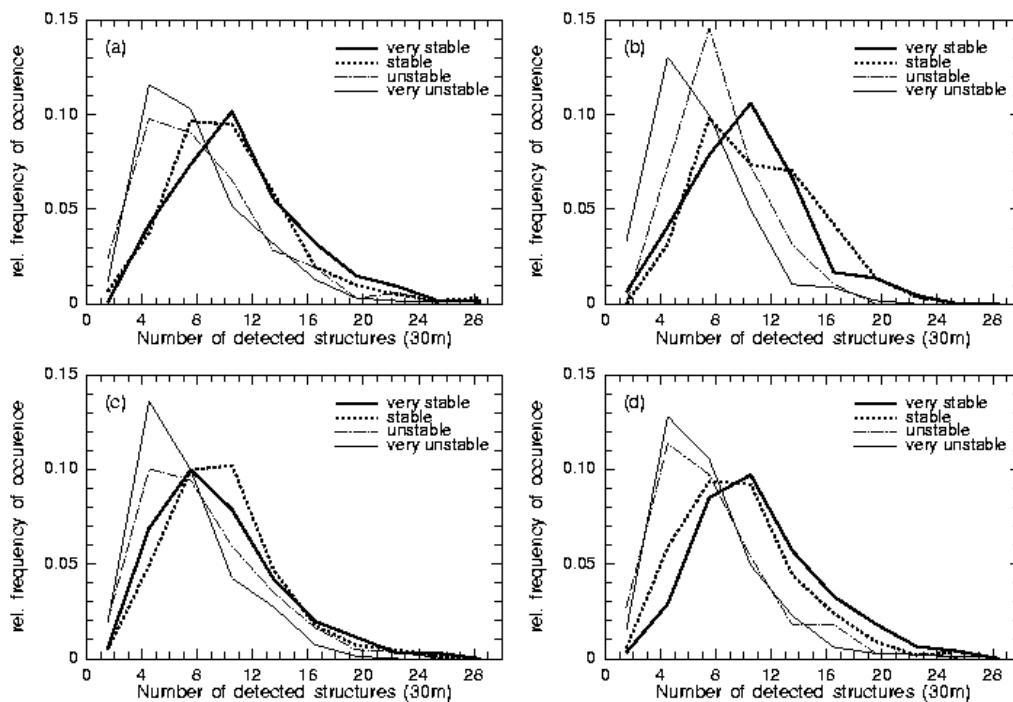 0.15
(a)
very stable
stable
unstable
very unstable
0.10
0.05
0
rel. frequency of occurence
0 4 8 12 16 20 24 28
Number of detected structures (30m)
0.15
(b)
very stable
stable
unstable
very unstable
0.10
0.05
0
rel. frequency of occurence
0 4 8 12 16 20 24 28
Number of detected structures (30m)
0.15
(c)
very stable
stable
unstable
very unstable
0.10
0.05
0
rel. frequency of occurence
0 4 8 12 16 20 24 28
Number of detected structures (30m)
0.15
(d)
very stable
stable
unstable
very unstable
0.10
0.05
0
rel. frequency of occurence
0 4 8 12 16 20 24 28
Number of detected structures (30m)